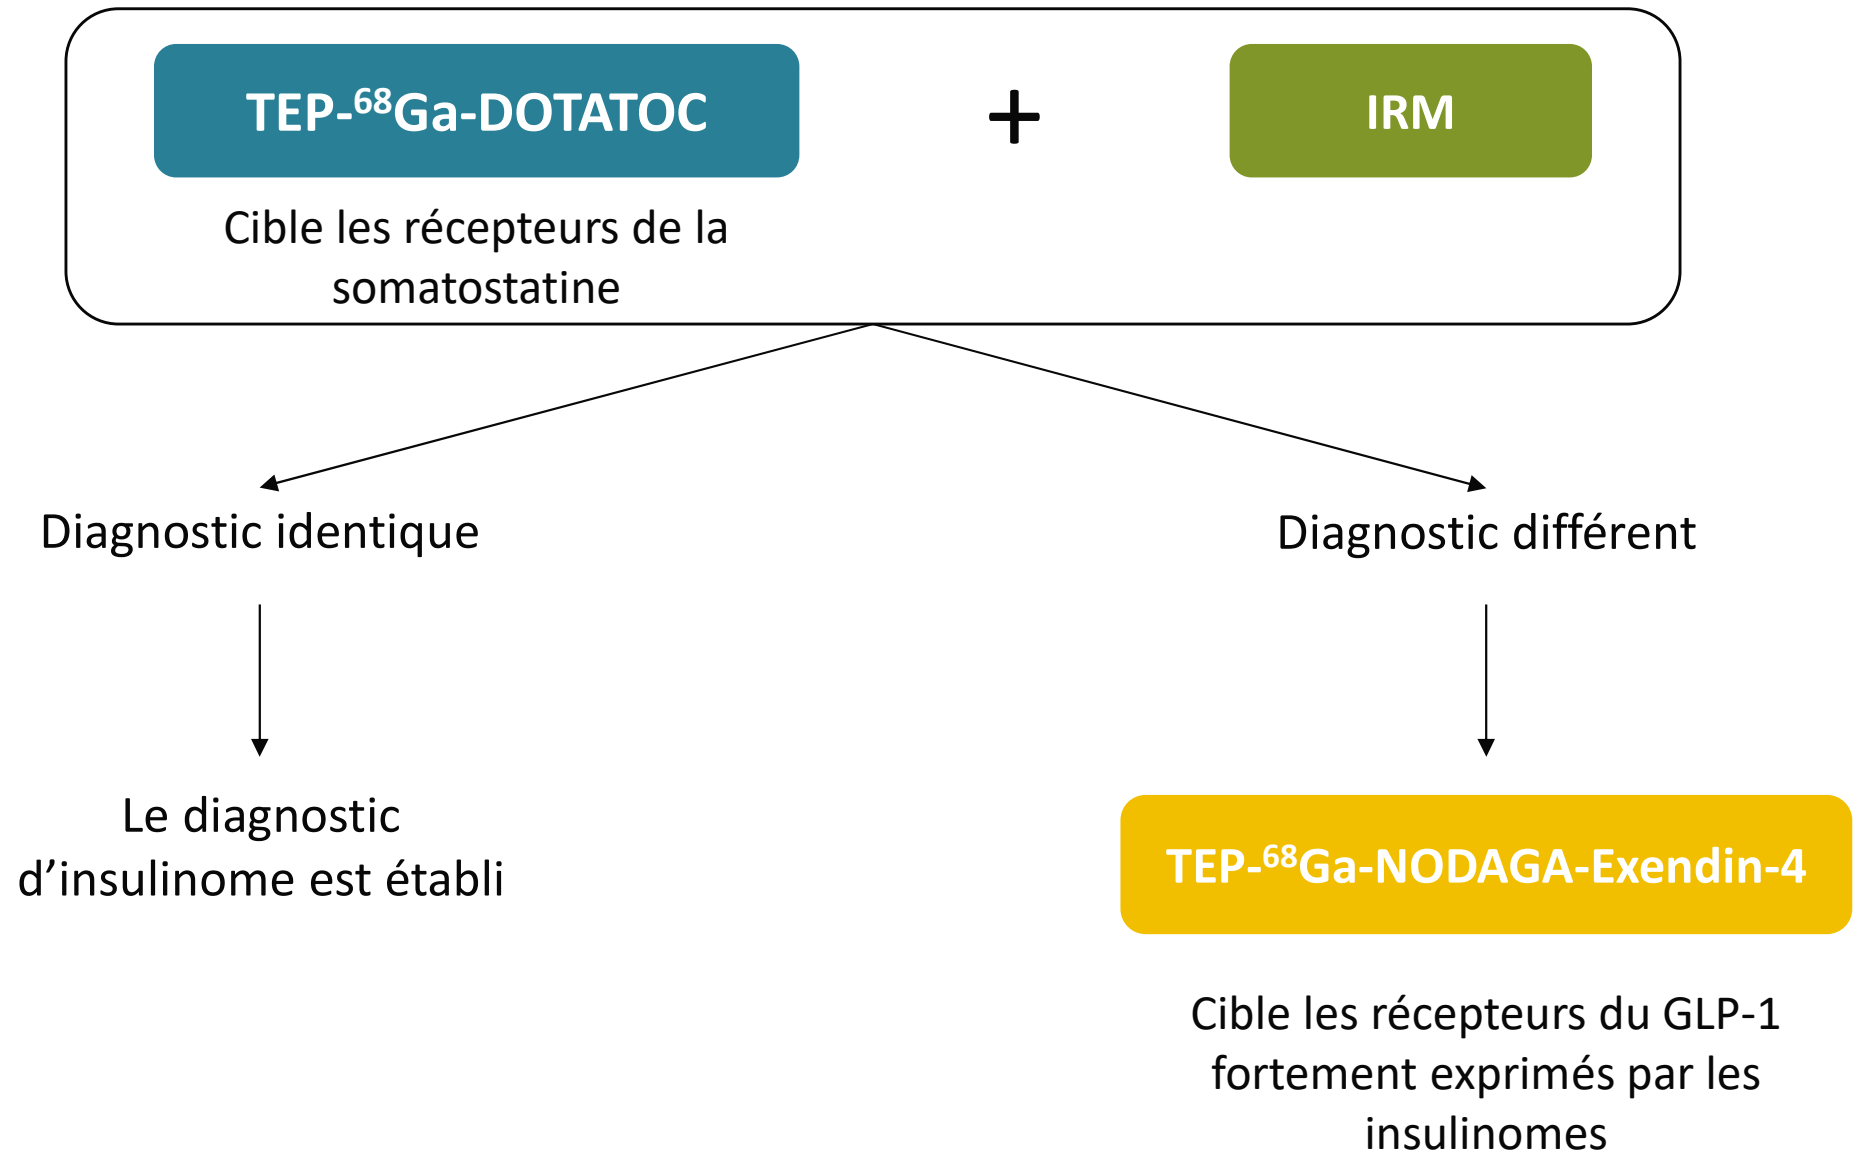 TEP-⁶⁸Ga-DOTATOC
+
IRM
Cible les récepteurs de la
somatostatine
Diagnostic identique
Diagnostic différent
Le diagnostic
d’insulinome est établi
TEP-⁶⁸Ga-NODAGA-Exendin-4
Cible les récepteurs du GLP-1
fortement exprimés par les
insulinomes